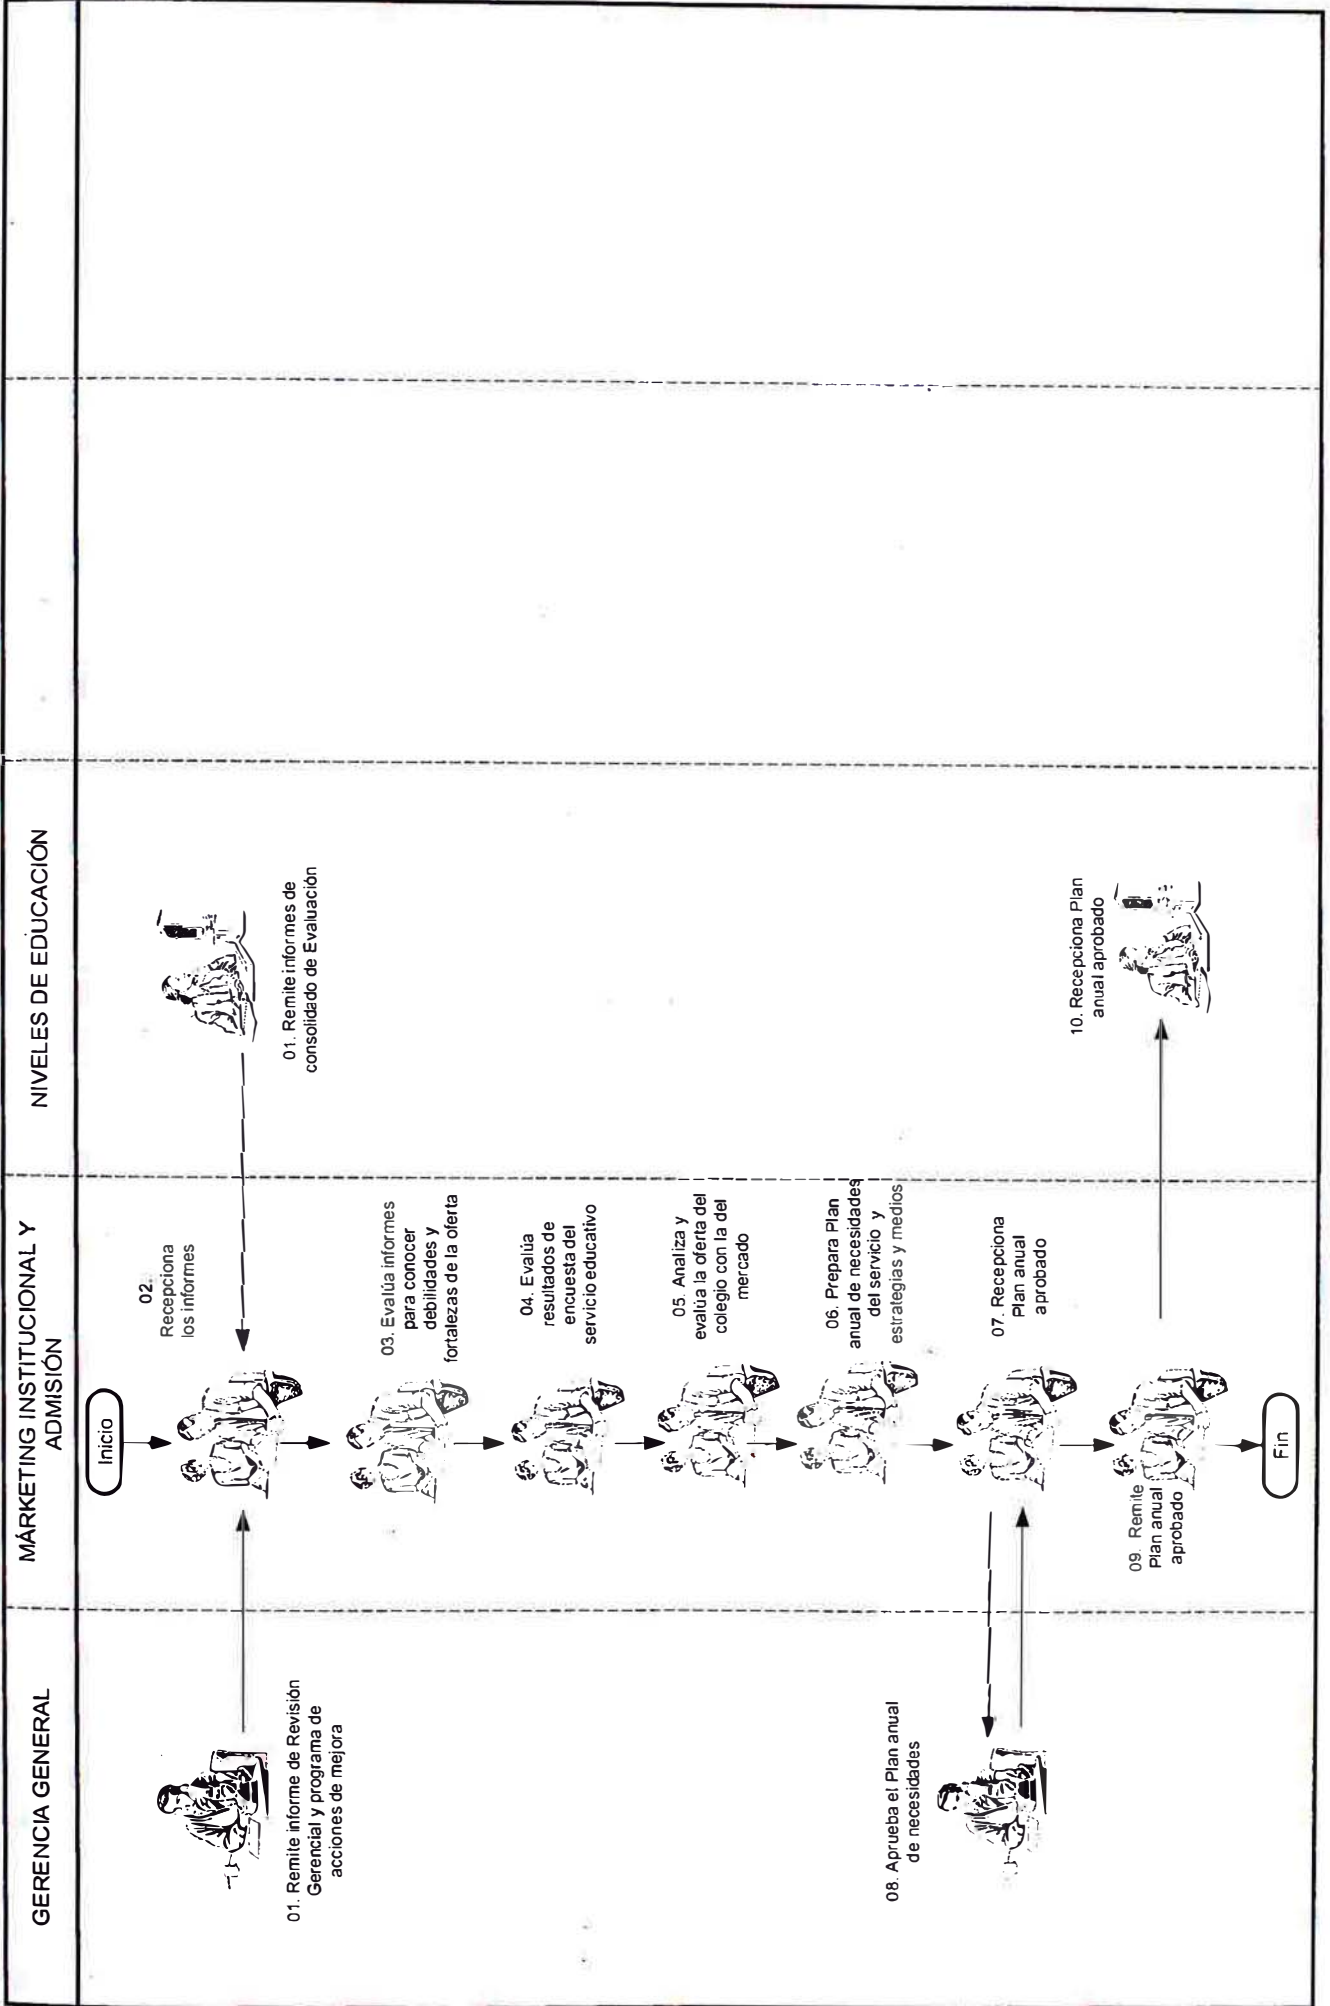 GERENCIA GENERAL
MÁRKETING INSTITUCIONAL Y
ADMISIÓN
NIVELES DE EDUCACIÓN
Inicio
01. Remite informe de Revisión
Gerencial y programa de
acciones de mejora
02.
Recepciona
los informes
01. Remite informes de
consolidado de Evaluación
03. Evalúa informes
para conocer
debilidades y
fortalezas de la oferta
04. Evalúa
resultados de
encuesta del
servicio educativo
05. Analiza y
evalúa la oferta del
colegio con la del
mercado
06. Prepara Plan
anual de necesidades
del servicio y
estrategias y medios
08. Aprueba el Plan anual
de necesidades
07. Recepciona
Plan anual
aprobado
09. Remite
Plan anual
aprobado
10. Recepciona Plan
anual aprobado
Fin